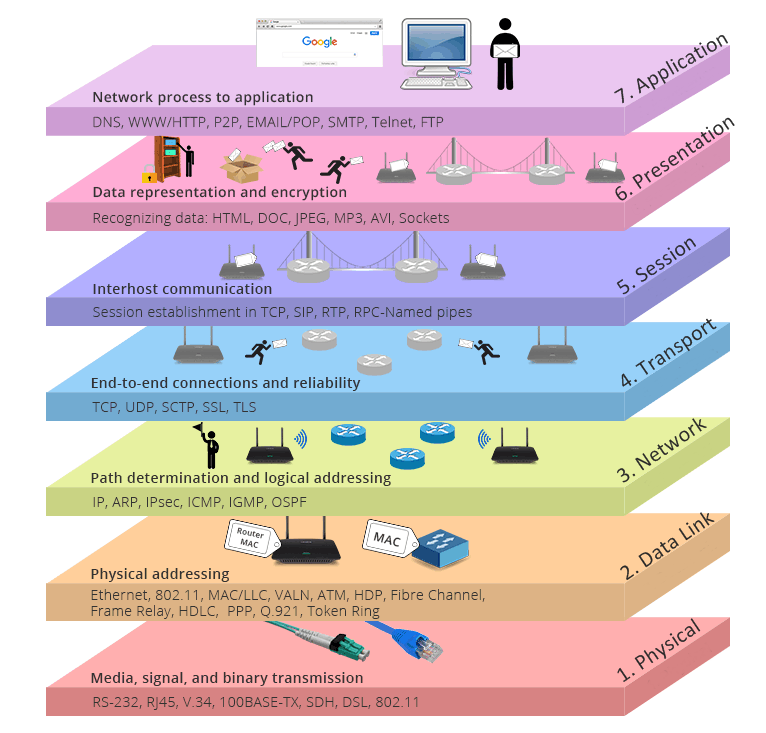 Google
7. Application
Network process to application
DNS, WWW/HTTP, P2P, EMAIL/POP, SMTP, Telnet, FTP
6. Presentation
Data representation and encryption
Recognizing data: HTML, DOC, JPEG, MP3, AVI, Sockets
5. Session
Interhost communication
Session establishment in TCP, SIP, RTP, RPC-Named pipes
4. Transport
End-to-end connections and reliability
TCP, UDP, SCTP, SSL, TLS
3. Network
Path determination and logical addressing
IP, ARP, IPsec, ICMP, IGMP, OSPF
2. Data Link
Router
MAC
MAC
Physical addressing
Ethernet, 802.11, MAC/LLC, VALN, ATM, HDP, Fibre Channel,
Frame Relay, HDLC, PPP, Q.921, Token Ring
1. Physical
Media, signal, and binary transmission
RS-232, RJ45, V.34, 100BASE-TX, SDH, DSL, 802.11